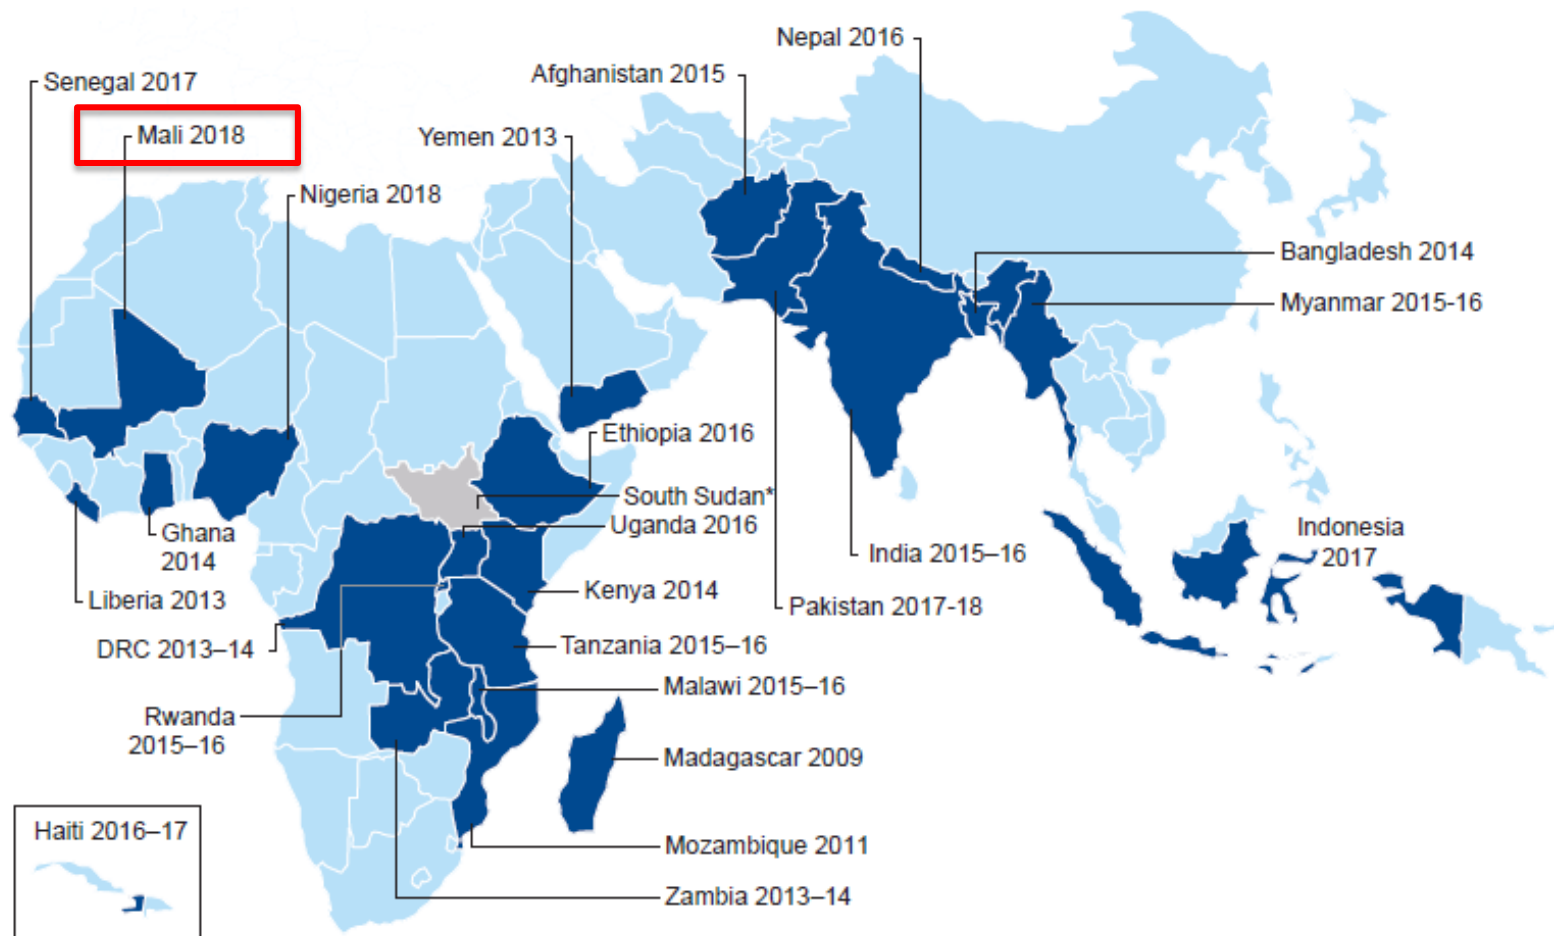 Nepal 2016
Afghanistan 2015
Senegal 2017
Mali 2018
Yemen 2013
Nigeria 2018
Bangladesh 2014
Myanmar 2015-16
Ethiopia 2016
South Sudan*
Uganda 2016
Ghana
2014
India 2015–16
Indonesia
2017
Kenya 2014
Liberia 2013
Pakistan 2017-18
DRC 2013–14
Tanzania 2015–16
Malawi 2015–16
Rwanda
2015–16
Madagascar 2009
Haiti 2016–17
Mozambique 2011
Zambia 2013–14